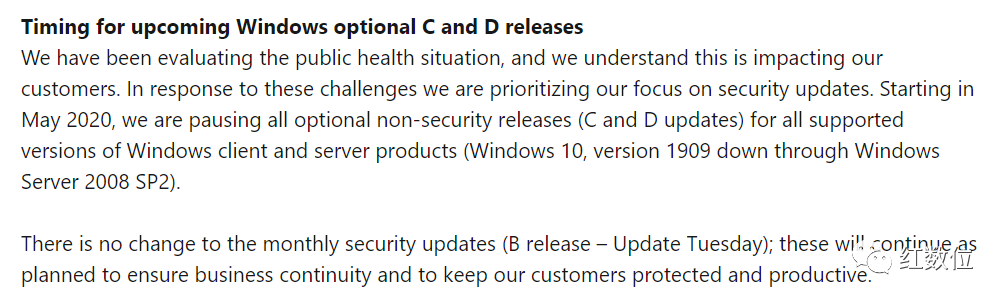 Timing for upcoming Windows optional C and D releases
We have been evaluating the public health situation, and we understand this is impacting our
customers. In response to these challenges we are prioritizing our focus on security updates. Starting in
May 2020, we are pausing all optional non-security releases (C and D updates) for all supported
versions of Windows client and server products (Windows 10, version 1909 down through Windows
Server 2008 SP2).
There is no change to the monthly security updates (B release – Update Tuesday); these will continue as
planned to ensure business continuity and to keep our customers protected and productive.
红数位